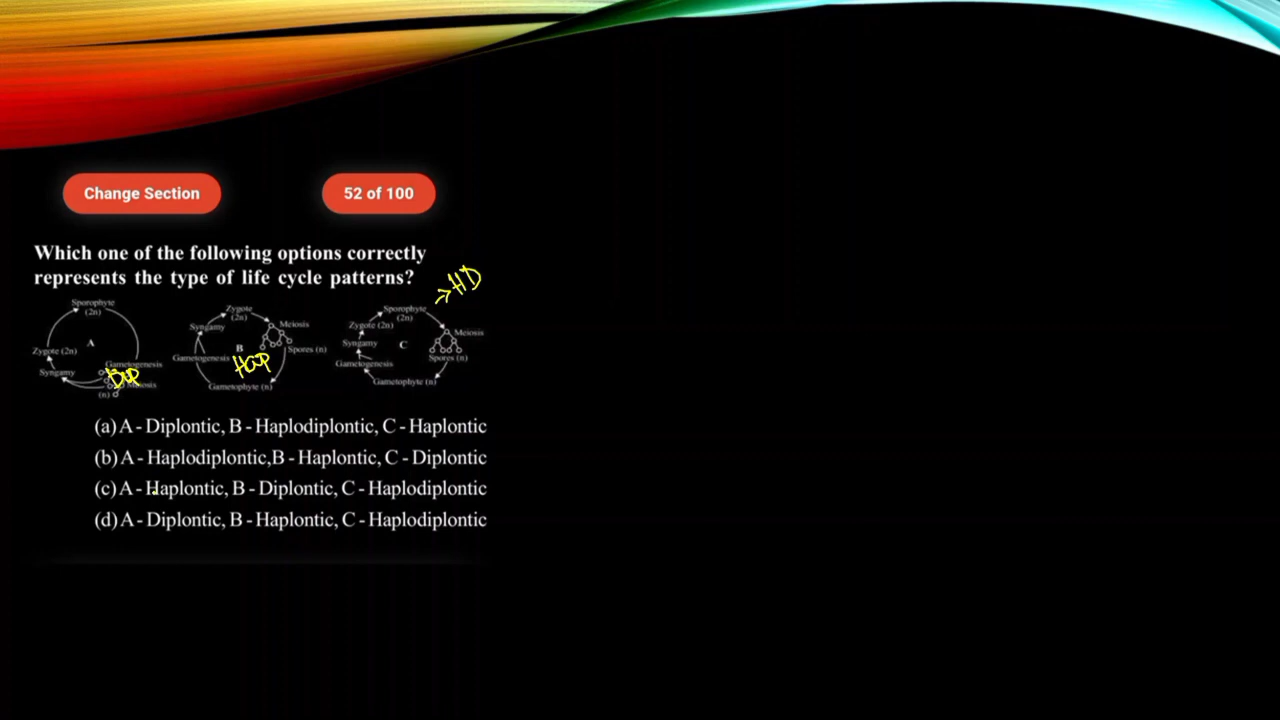 Change Section
52 of 100
Which one of the following options correctly
represents the type of life cycle patterns?
→HD
Sporophyte
(2n)
A
Zygote (2n)
Gametogenesis
Syngamy
Meiosis
(n)
Zygote
(2n)
Syngamy
Meiosis
B
Spores (n)
Gametogenesis
Hap
Gametophyte (n)
Sporophyte
(2n)
Zygote (2n)
Meiosis
Syngamy
C
Spores (n)
Gametogenesis
Gametophyte (n)
(a) A - Diplontic, B - Haplodiplontic, C - Haplontic
(b) A - Haplodiplontic,B - Haplontic, C - Diplontic
(c) A - Haplontic, B - Diplontic, C - Haplodiplontic
(d) A - Diplontic, B - Haplontic, C - Haplodiplontic